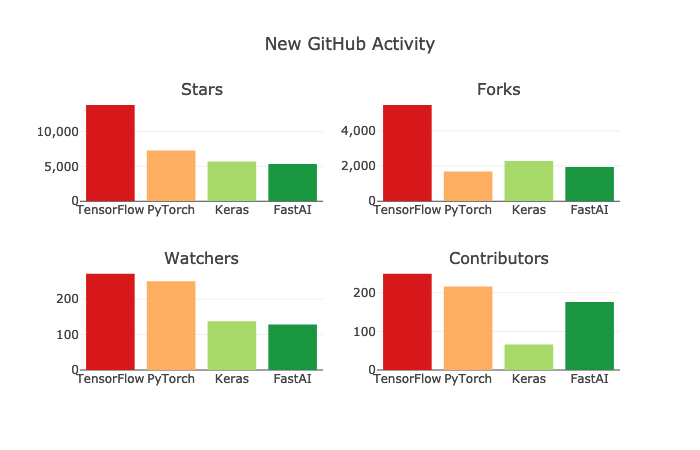 New GitHub Activity
Stars
10,000
5,000
0
TensorFlow PyTorch Keras FastAI
Forks
4,000
2,000
0
TensorFlow PyTorch Keras FastAI
Watchers
200
100
0
TensorFlow PyTorch Keras FastAI
Contributors
200
100
0
TensorFlow PyTorch Keras FastAI